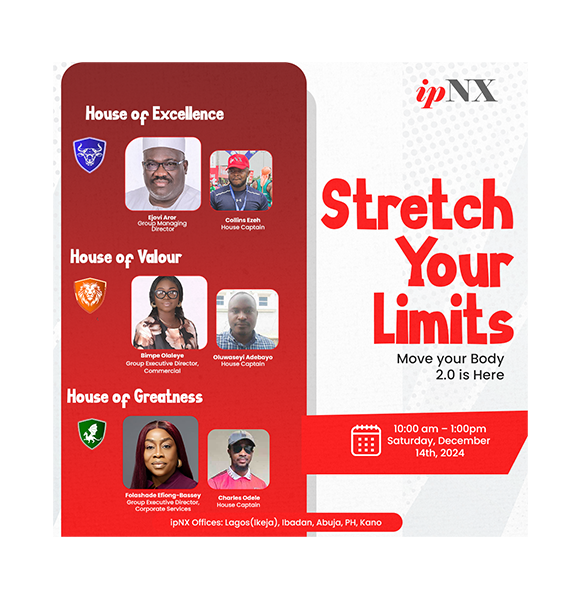 ipNX
House of Excellence
Ejovi Aror
Group Managing
Director
Collins Ezeh
House Captain
House of Valour
Bimpe Olaleye
Group Executive Director,
Commercial
Oluwaseyi Adebayo
House Captain
House of Greatness
Folashade Efiong-Bassey
Group Executive Director,
Corporate Services
Charles Odele
House Captain
Stretch
Your
Limits
Move your Body
2.0 is Here
10:00 am – 1:00pm
Saturday, December
14th, 2024
ipNX Offices: Lagos(Ikeja), Ibadan, Abuja, PH, Kano